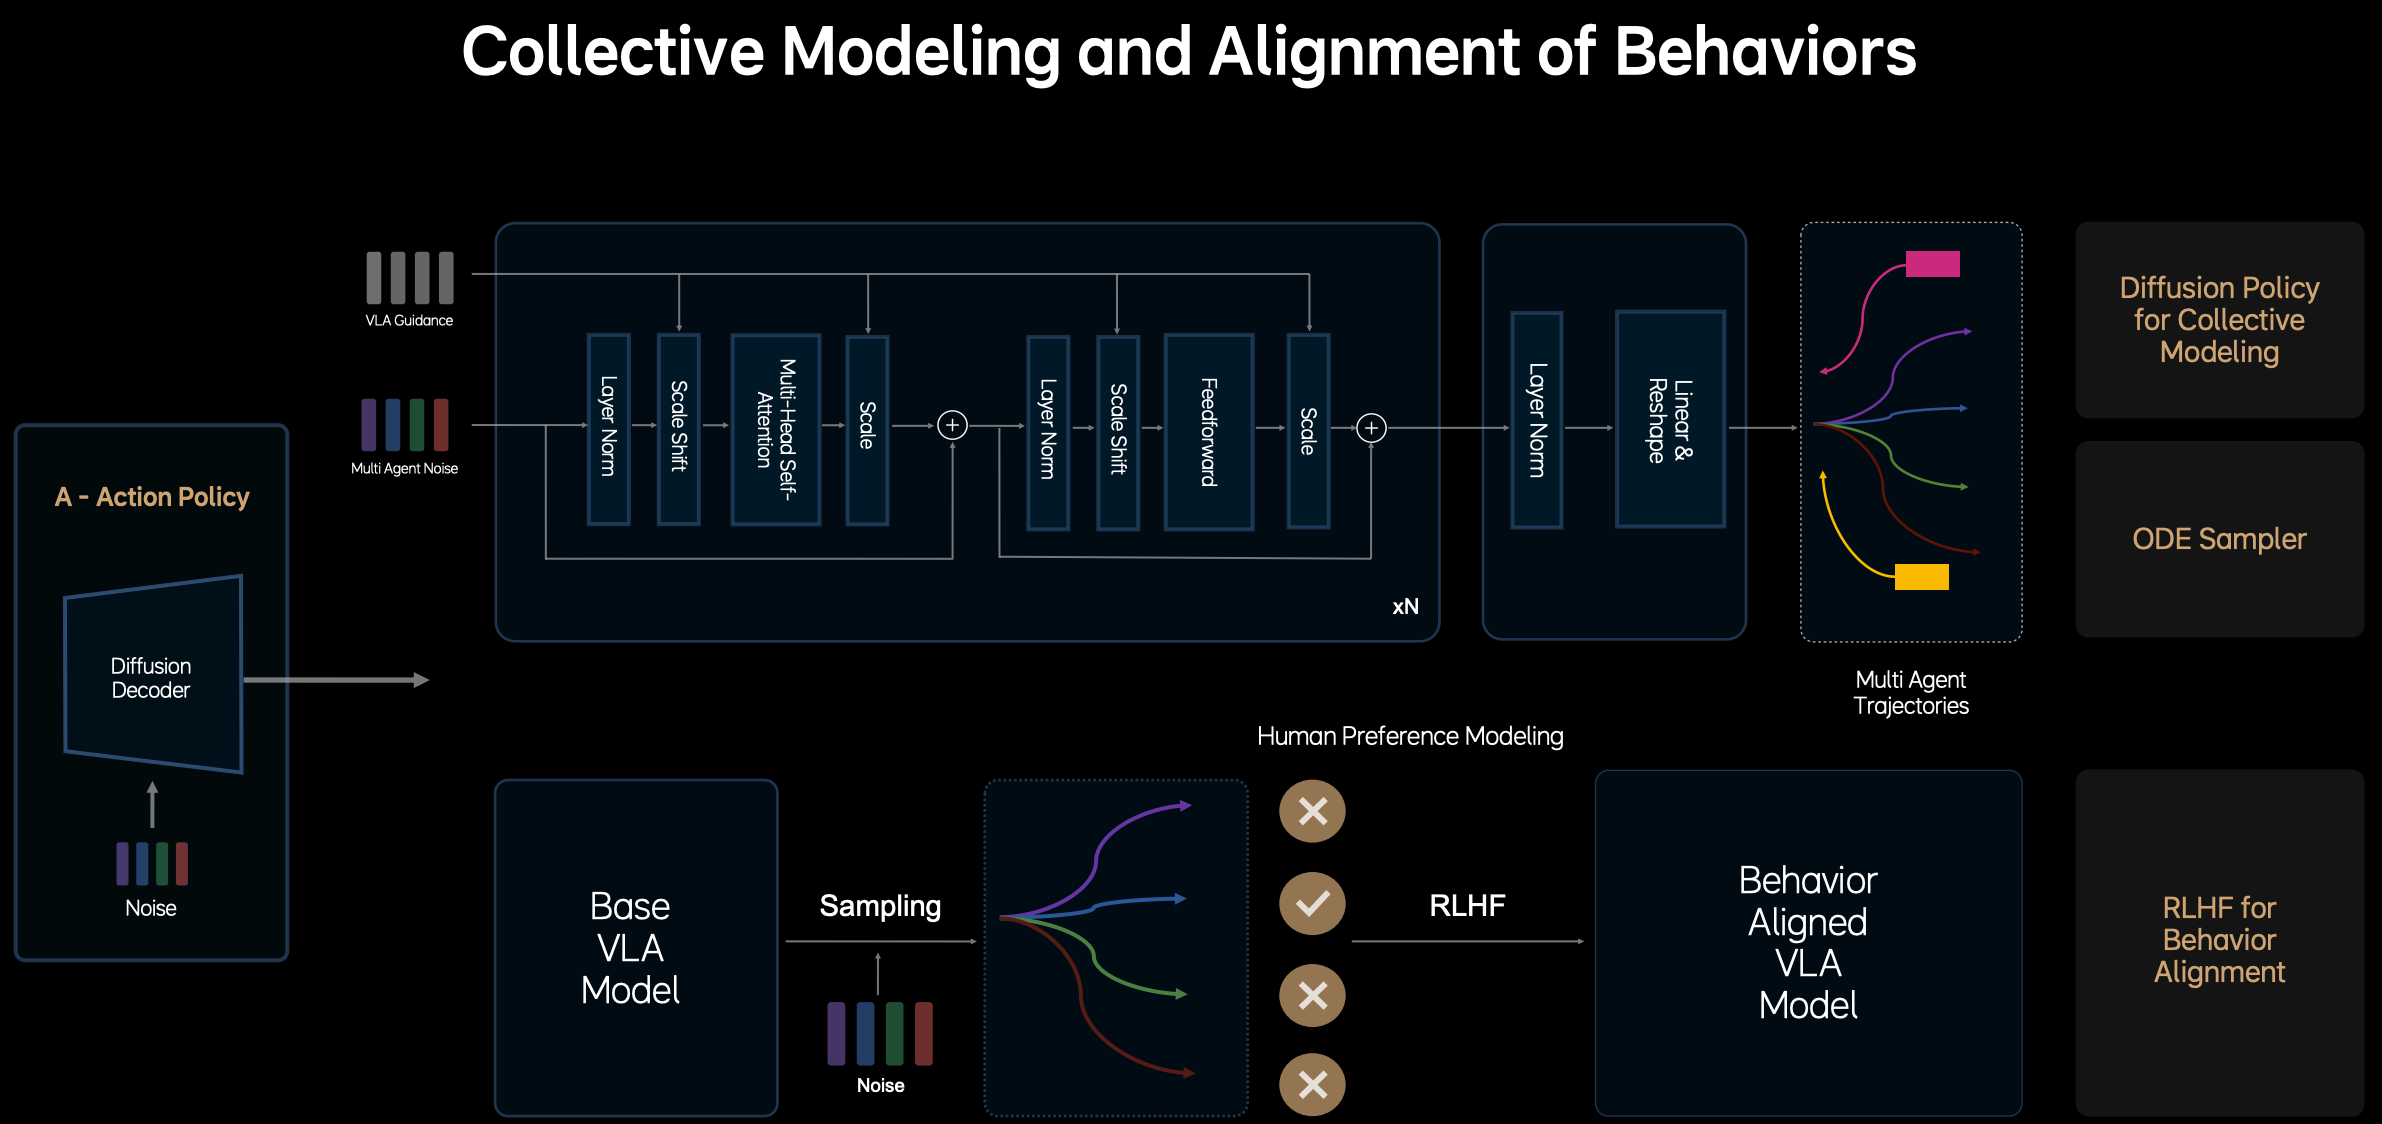 Collective Modeling and Alignment of Behaviors
VLA Guidance
Multi Agent Noise
A - Action Policy
Diffusion
Decoder
Noise
Layer Norm
Scale Shift
Multi-Head Self-
Attention
Scale
+
Layer Norm
Scale Shift
Feedforward
Scale
+
xN
Layer Norm
Linear &
Reshape
Multi Agent
Trajectories
Diffusion Policy
for Collective
Modeling
ODE Sampler
Human Preference Modeling
Base
VLA
Model
Sampling
Noise
RLHF
Behavior
Aligned
VLA
Model
RLHF for
Behavior
Alignment